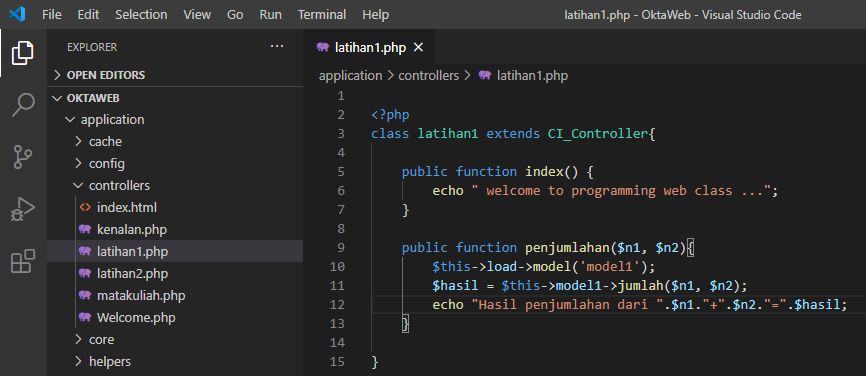 File Edit View Go Run Terminal Help latihan1.php - OktaWeb - Visual Studio Code
EXPLORER ...
OPEN EDITORS
OKTAWEB
application
cache
config
controllers
<> index.html
kenalan.php
latihan1.php
latihan2.php
matakuliah.php
Welcome.php
core
helpers
latihan1.php ×
application > controllers > latihan1.php
1
2 <?php
3 class latihan1 extends CI_Controller{
4
5 public function index() {
6 echo " welcome to programming web class ...";
7 }
8
9 public function penjumlahan($n1, $n2){
10 $this->load->model('model1');
11 $hasil = $this->model1->jumlah($n1, $n2);
12 echo "Hasil penjumlahan dari ".$n1."+".$n2."=".$hasil;
13 }
14
15 }